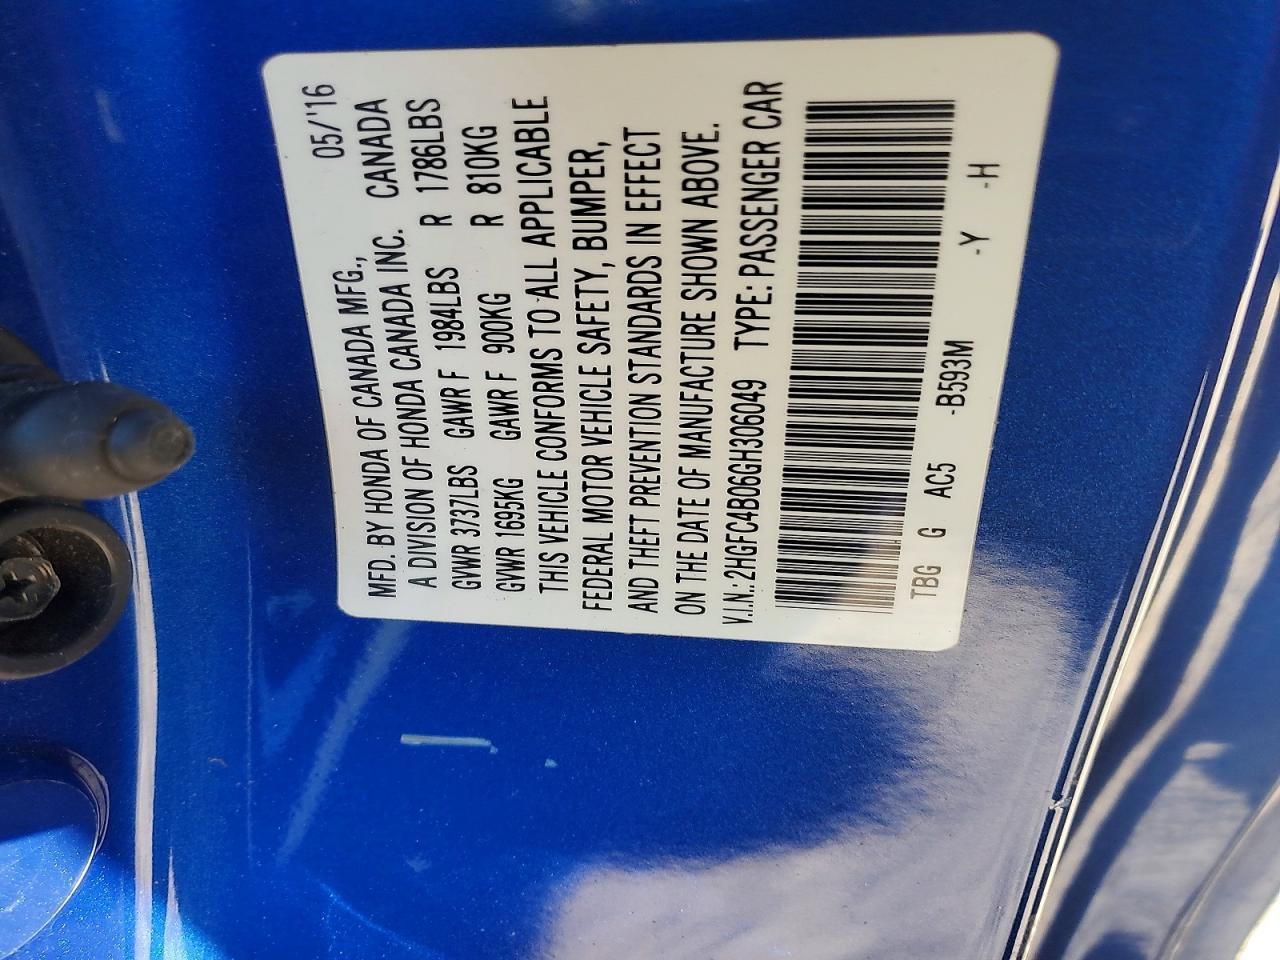 05/'16
MFD. BY HONDA OF CANADA MFG.,
A DIVISION OF HONDA CANADA INC. CANADA
GVWR 3737LBS GAWR F 1984LBS R 1786LBS
GVWR 1695KG GAWR F 900KG R 810KG
THIS VEHICLE CONFORMS TO ALL APPLICABLE
FEDERAL MOTOR VEHICLE SAFETY, BUMPER,
AND THEFT PREVENTION STANDARDS IN EFFECT
ON THE DATE OF MANUFACTURE SHOWN ABOVE.
V.I.N.:2HGFC4B06GH306049 TYPE:PASSENGER CAR
TBG G AC5 -B593M -Y -H